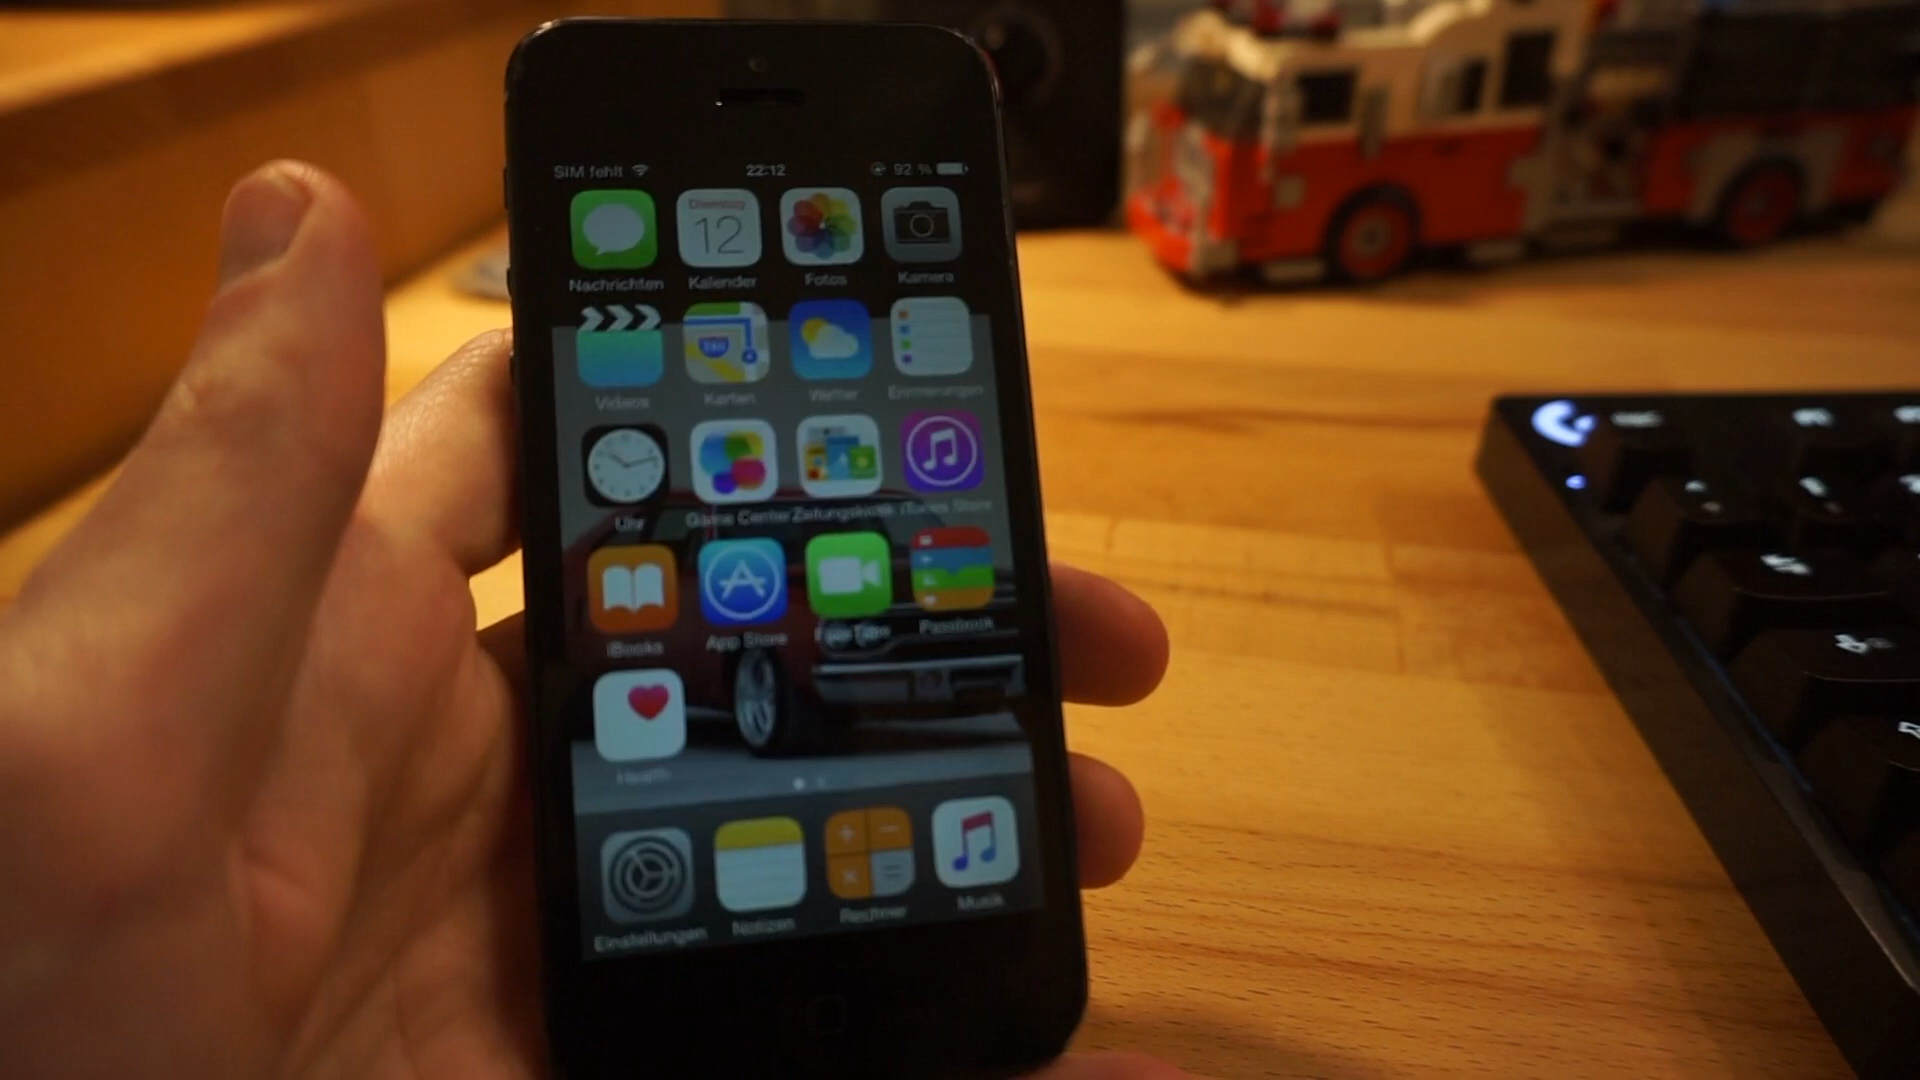 SIM fehlt 22:12 92 %
Dienstag
12
Nachrichten Kalender Fotos Kamera
280
Videos Karten Wetter Erinnerungen
Uhr Game Center Zeitungskiosk iTunes Store
iBooks App Store FaceTime Passbook
Health
Einstellungen Notizen Rechner Musik